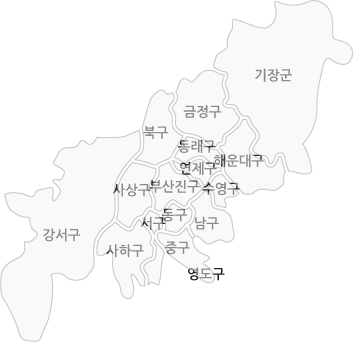 기장군
금정구
북구
동래구
해운대구
연제구
부산진구
사상구
수영구
동구
서구
남구
강서구
사하구
중구
영도구